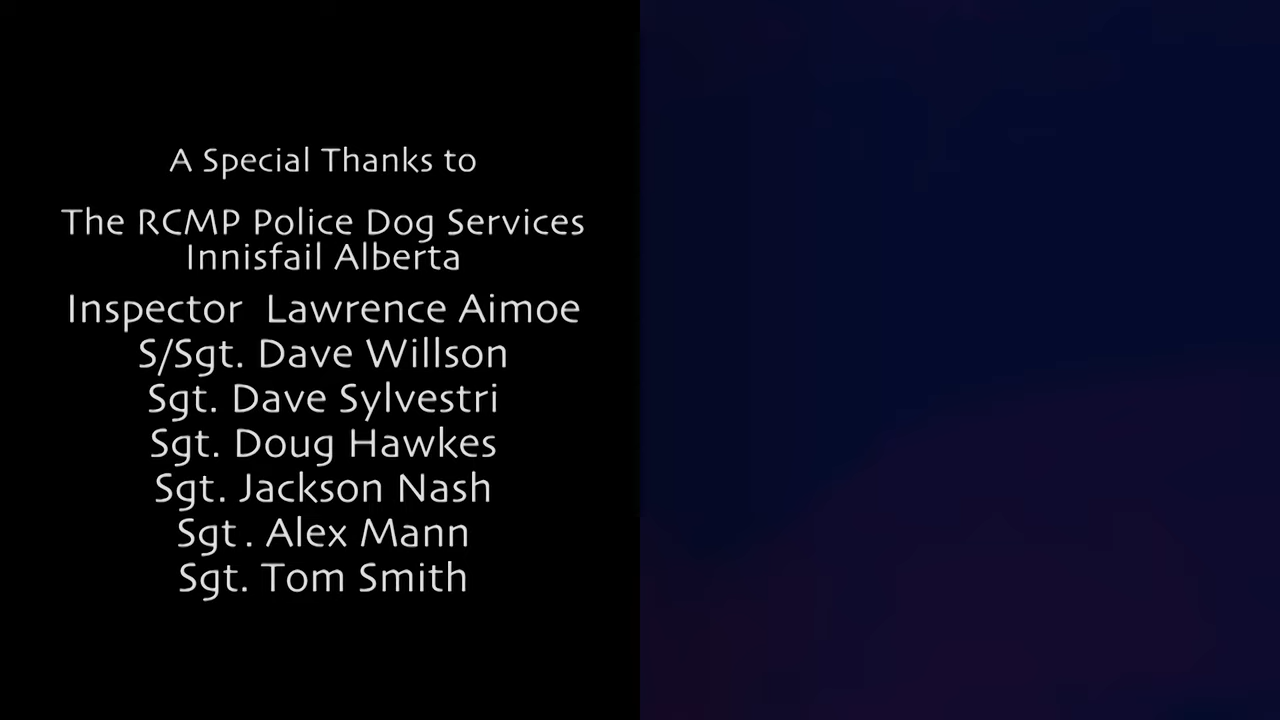 A Special Thanks to
The RCMP Police Dog Services
Innisfail Alberta
Inspector  Lawrence Aimoe
S/Sgt. Dave Willson
Sgt. Dave Sylvestri
Sgt. Doug Hawkes
Sgt. Jackson Nash
Sgt . Alex Mann
Sgt. Tom Smith